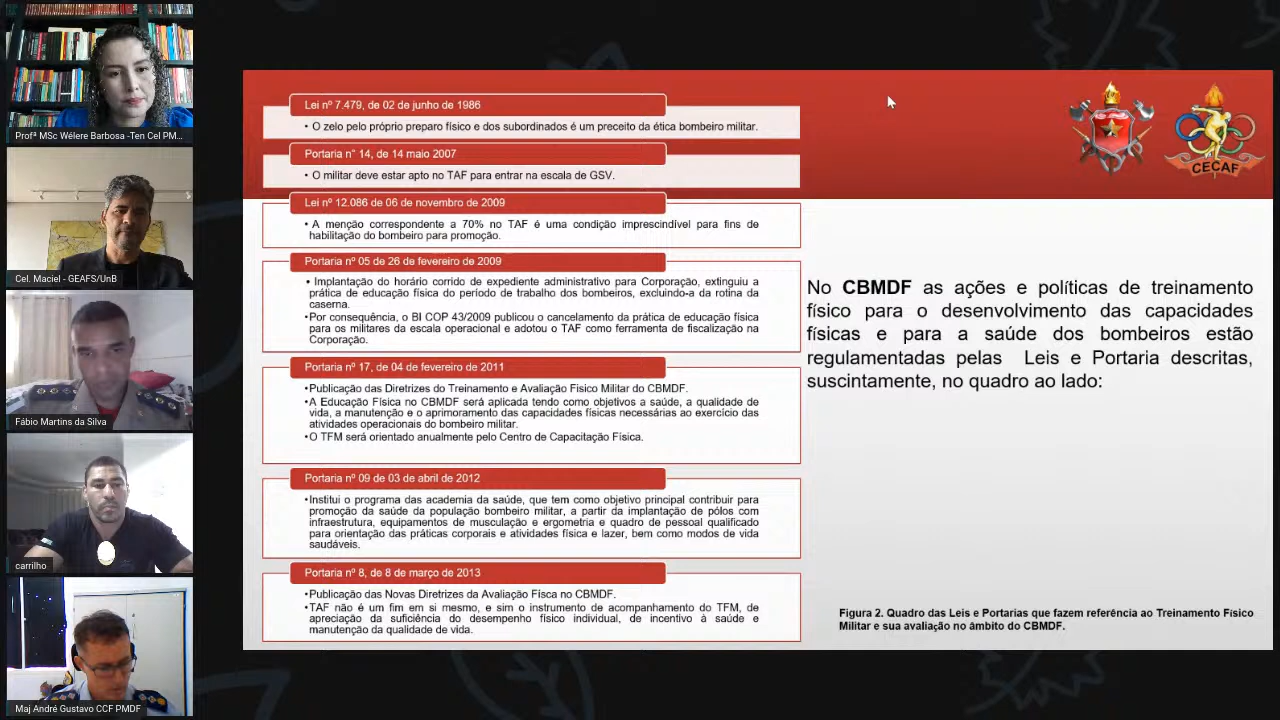 Profª MSc Wélere Barbosa -Ten Cel PM...
Cel. Maciel - GEAFS/UnB
Fábio Martins da Silva
carrilho
Maj André Gustavo CCF PMDF
Lei nº 7.479, de 02 de junho de 1986
• O zelo pelo próprio preparo físico e dos subordinados é um preceito da ética bombeiro militar.
Portaria n° 14, de 14 maio 2007
• O militar deve estar apto no TAF para entrar na escala de GSV.
Lei nº 12.086 de 06 de novembro de 2009
• A menção correspondente a 70% no TAF é uma condição imprescindível para fins de
habilitação do bombeiro para promoção.
Portaria nº 05 de 26 de fevereiro de 2009
• Implantação do horário corrido de expediente administrativo para Corporação, extinguiu a
prática de educação física do período de trabalho dos bombeiros, excluindo-a da rotina da
caserna.
•Por consequência, o BI COP 43/2009 publicou o cancelamento da prática de educação física
para os militares da escala operacional e adotou o TAF como ferramenta de fiscalização na
Corporação.
Portaria nº 17, de 04 de fevereiro de 2011
•Publicação das Diretrizes do Treinamento e Avaliação Fisico Militar do CBMDF.
•A Educação Física no CBMDF será aplicada tendo como objetivos a saúde, a qualidade de
vida, a manutenção e o aprimoramento das capacidades físicas necessárias ao exercício das
atividades operacionais do bombeiro militar.
•O TFM será orientado anualmente pelo Centro de Capacitação Física.
Portaria nº 09 de 03 de abril de 2012
•Institui o programa das academia da saúde, que tem como objetivo principal contribuir para
promoção da saúde da população bombeiro militar, a partir da implantação de pólos com
infraestrutura, equipamentos de musculação e ergometria e quadro de pessoal qualificado
para orientação das práticas corporais e atividades física e lazer, bem como modos de vida
saudáveis.
Portaria nº 8, de 8 de março de 2013
•Publicação das Novas Diretrizes da Avaliação Físca no CBMDF.
•TAF não é um fim em si mesmo, e sim o instrumento de acompanhamento do TFM, de
apreciação da suficiência do desempenho físico individual, de incentivo à saúde e
manutenção da qualidade de vida.
CECAF
No CBMDF as ações e políticas de treinamento
físico para o desenvolvimento das capacidades
físicas e para a saúde dos bombeiros estão
regulamentadas pelas Leis e Portaria descritas,
suscintamente, no quadro ao lado:
Figura 2. Quadro das Leis e Portarias que fazem referência ao Treinamento Físico
Militar e sua avaliação no âmbito do CBMDF.